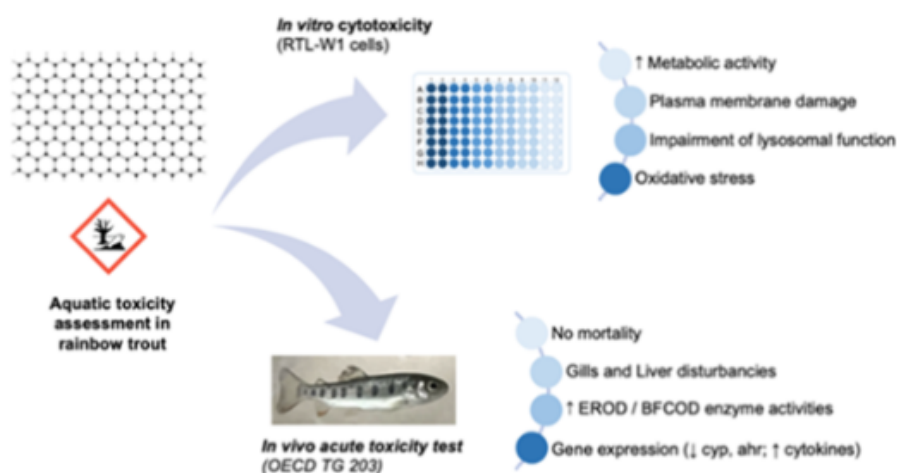 In vitro cytotoxicity
(RTL-W1 cells)
↑ Metabolic activity
Plasma membrane damage
Impairment of lysosomal function
Oxidative stress
Aquatic toxicity
assessment in
rainbow trout
No mortality
Gills and Liver disturbancies
↑ EROD / BFCOD enzyme activities
Gene expression (↓ cyp, ahr; ↑ cytokines)
In vivo acute toxicity test
(OECD TG 203)